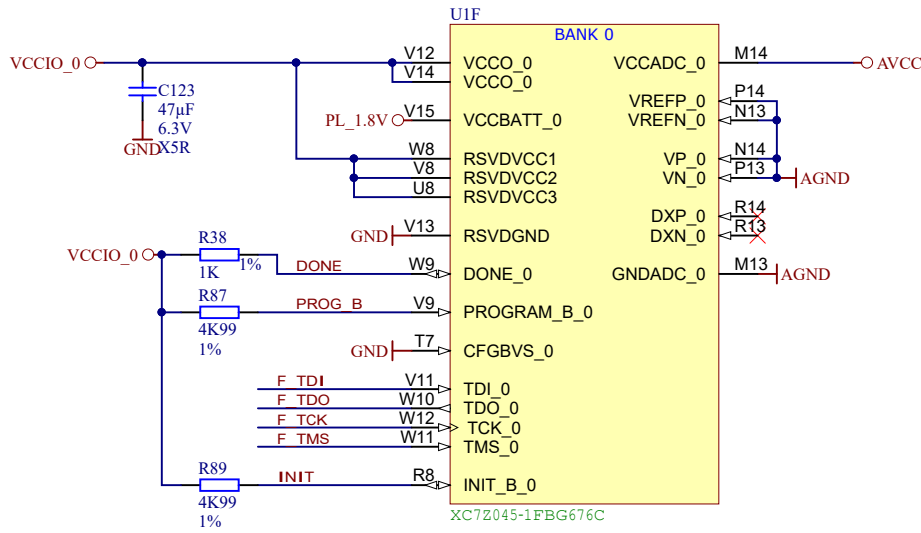 U1F
BANK 0
VCCIO_0
C123
47µF
6.3V
X5R
GND
V12 VCCO_0
V14 VCCO_0
PL_1.8V V15 VCCBATT_0
W8 RSVDVCC1
V8 RSVDVCC2
U8 RSVDVCC3
GND V13 RSVDGND
VCCIO_0
R38
1K
1%
DONE W9 DONE_0
R87
4K99
1%
PROG_B V9 PROGRAM_B_0
GND T7 CFGBVS_0
F_TDI V11 TDI_0
F_TDO W10 TDO_0
F_TCK W12 TCK_0
F_TMS W11 TMS_0
R89
4K99
1%
INIT R8 INIT_B_0
VCCADC_0 M14 AVCC
VREFP_0 P14
VREFN_0 N13
VP_0 N14
VN_0 P13 AGND
DXP_0 R14
DXN_0 R13
GNDADC_0 M13 AGND
XC7Z045-1FBG676C